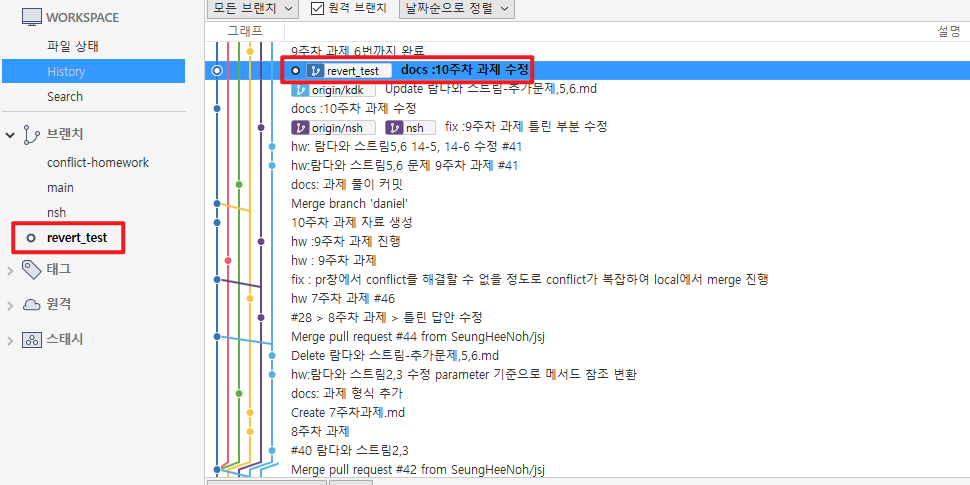 WORKSPACE
파일 상태
History
Search
브랜치
conflict-homework
main
nsh
revert_test
태그
원격
스태시
모든 브랜치 원격 브랜치 날짜순으로 정렬
그래프 설명
9주차 과제 6번까지 완료
revert_test docs :10주차 과제 수정
origin/kdk Update 람다와 스트림-추가문제,5,6.md
docs :10주차 과제 수정
origin/nsh nsh fix :9주차 과제 틀린 부분 수정
hw: 람다와 스트림5,6 14-5, 14-6 수정 #41
hw:람다와 스트림5,6 문제 9주차 과제 #41
docs: 과제 풀이 커밋
Merge branch 'daniel'
10주차 과제 자료 생성
hw :9주차 과제 진행
hw : 9주차 과제
fix : pr창에서 conflict를 해결할 수 없을 정도로 conflict가 복잡하여 local에서 merge 진행
hw 7주차 과제 #46
#28 > 8주차 과제 > 틀린 답안 수정
Merge pull request #44 from SeungHeeNoh/jsj
Delete 람다와 스트림-추가문제,5,6.md
hw:람다와 스트림2,3 수정 parameter 기준으로 메서드 참조 변환
docs: 과제 형식 추가
Create 7주차과제.md
8주차 과제
#40 람다와 스트림2,3
Merge pull request #42 from SeungHeeNoh/jsj